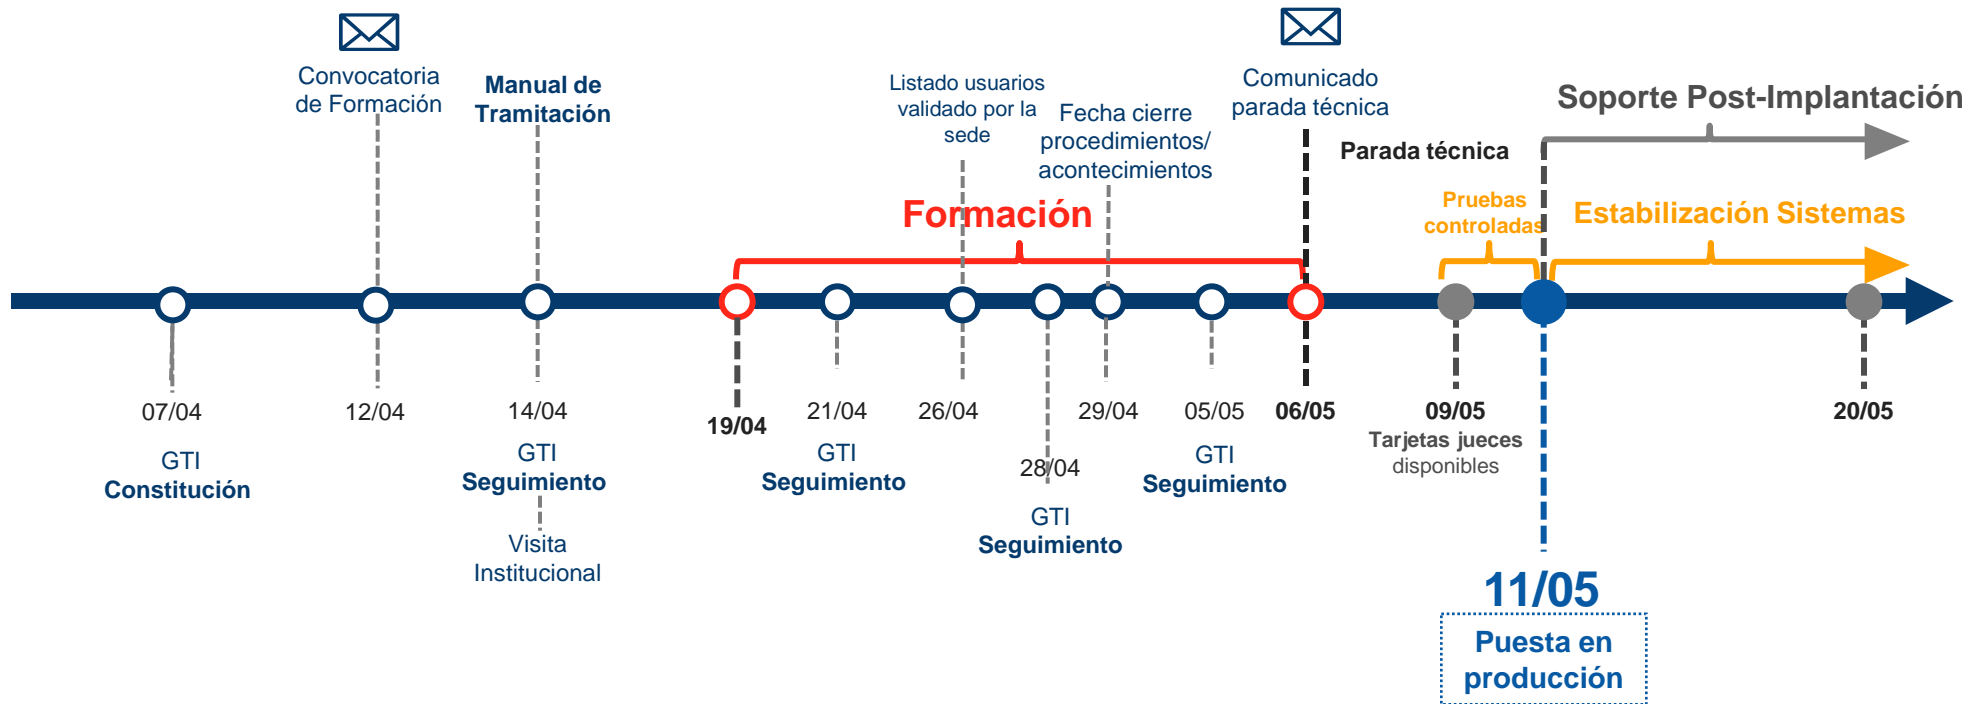 Convocatoria
de Formación
Manual de
Tramitación
Listado usuarios
validado por la
sede
Fecha cierre
procedimientos/
acontecimientos
Comunicado
parada técnica
Parada técnica
Soporte Post-Implantación
Formación
Pruebas
controladas
Estabilización Sistemas
07/04
GTI
Constitución
12/04
14/04
GTI
Seguimiento
Visita
Institucional
19/04
21/04
GTI
Seguimiento
26/04
28/04
GTI
Seguimiento
29/04
05/05
GTI
Seguimiento
06/05
09/05
Tarjetas jueces
disponibles
11/05
Puesta en
producción
20/05